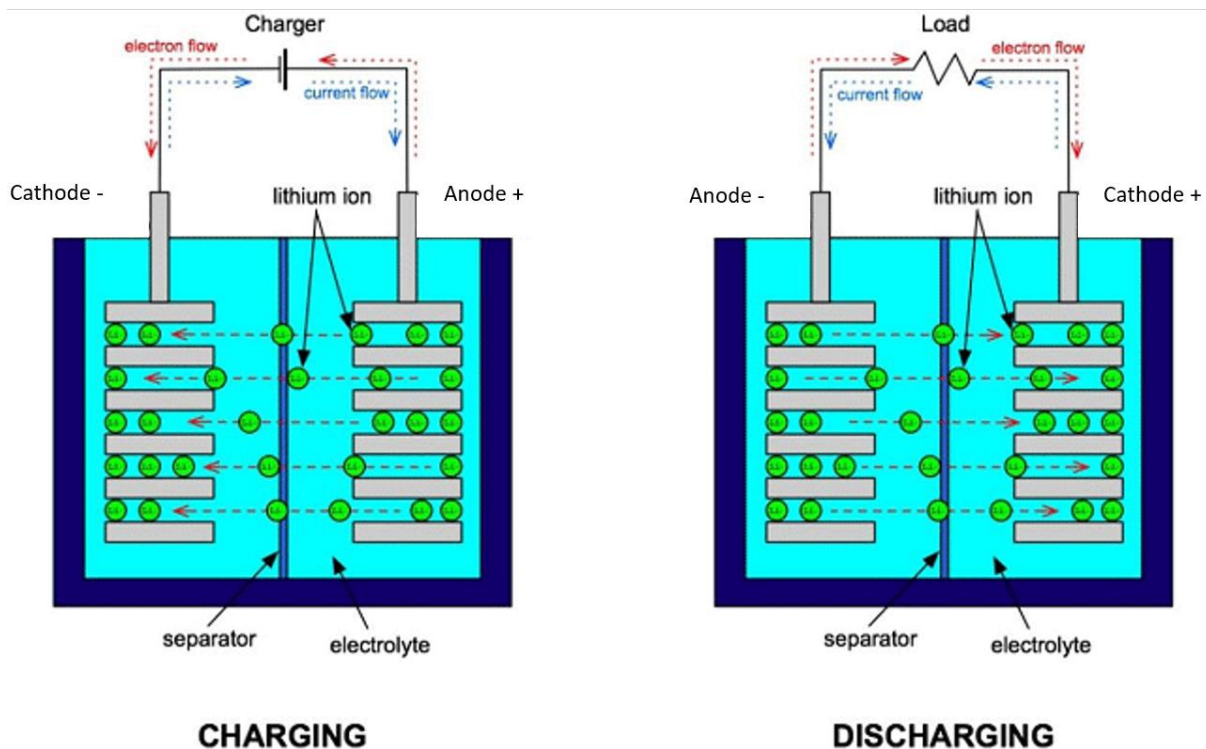 Charger
electron flow
current flow
Cathode -
lithium ion
Anode +
separator
electrolyte
CHARGING
Load
electron flow
current flow
Anode -
lithium ion
Cathode +
separator
electrolyte
DISCHARGING